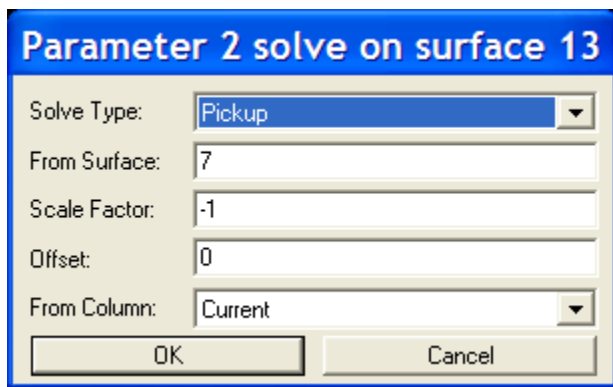 Parameter 2 solve on surface 13
Solve Type: Pickup
From Surface: 7
Scale Factor: -1
Offset: 0
From Column: Current
OK Cancel